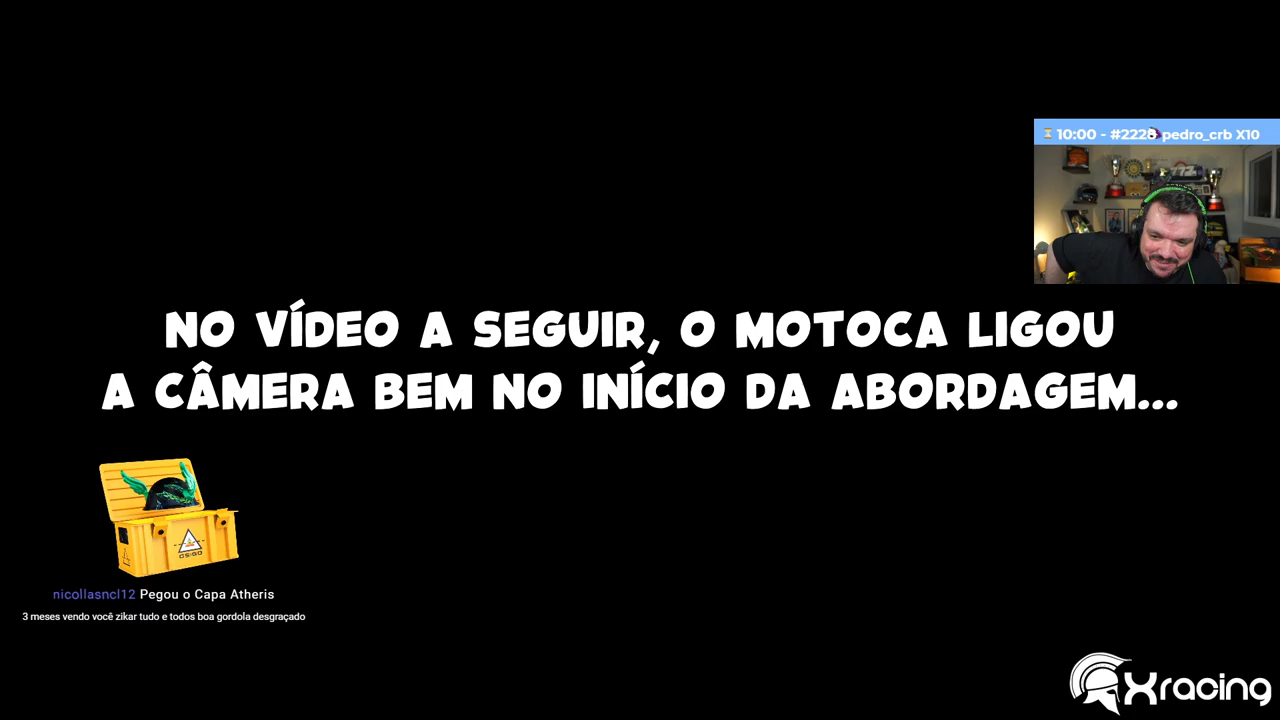 10:00 - #2228 pedro_crb X10
NO VÍDEO A SEGUIR, O MOTOCA LIGOU
A CÂMERA BEM NO INÍCIO DA ABORDAGEM...
nicollasncl12 Pegou o Capa Atheris
3 meses vendo você zikar tudo e todos boa gordola desgraçado
Xracing